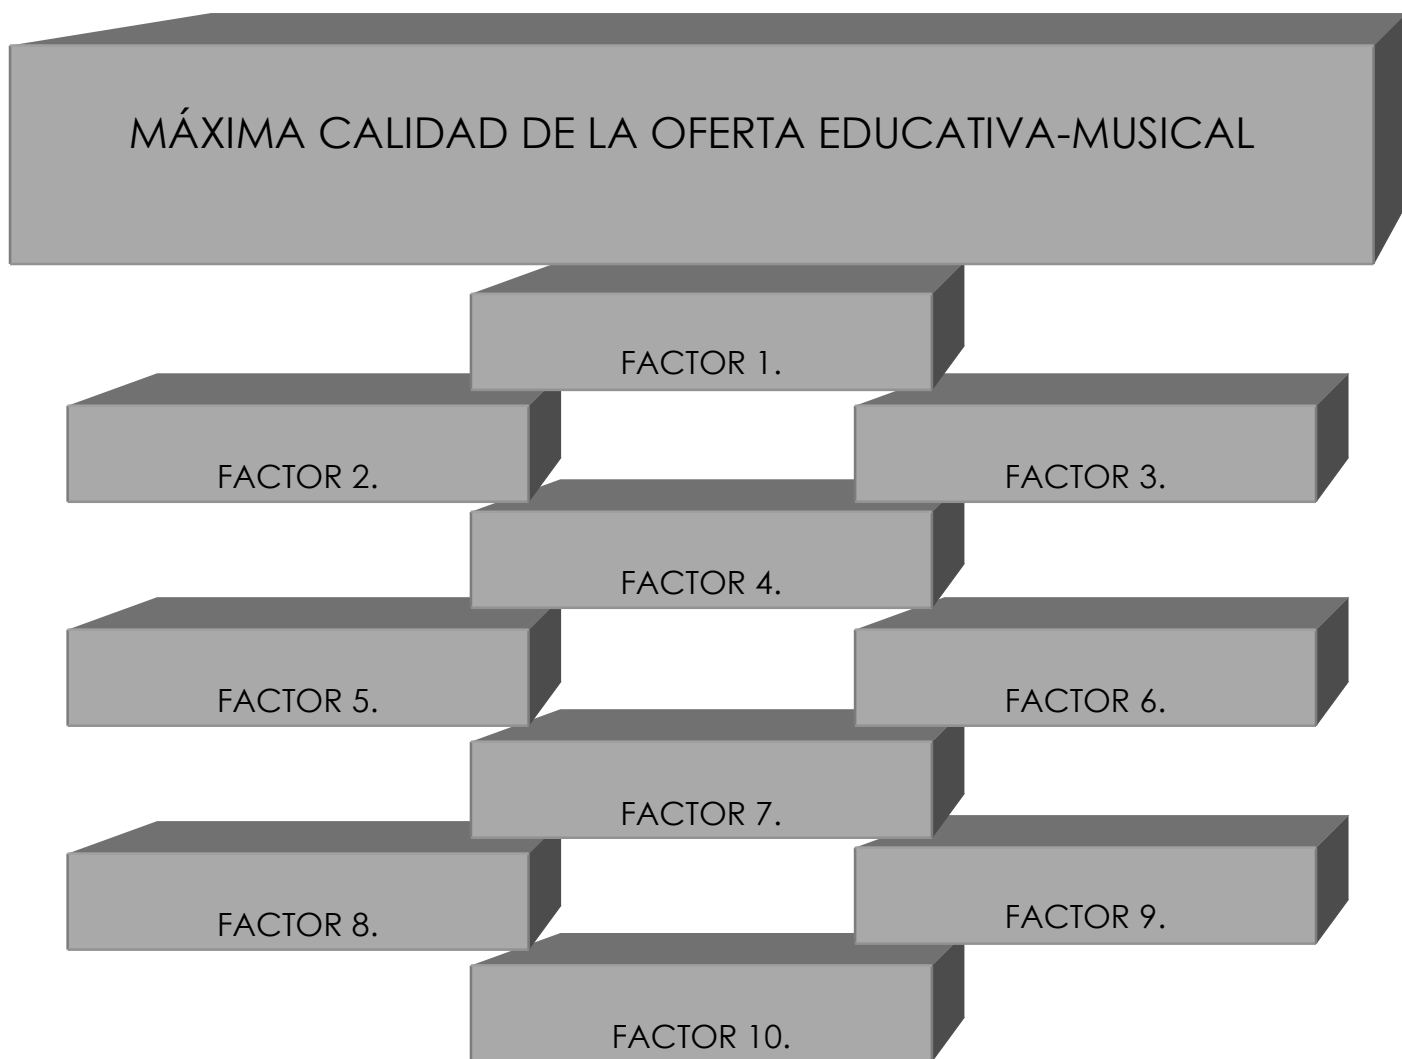 MÁXIMA CALIDAD DE LA OFERTA EDUCATIVA-MUSICAL
FACTOR 1.
FACTOR 2.
FACTOR 3.
FACTOR 4.
FACTOR 5.
FACTOR 6.
FACTOR 7.
FACTOR 8.
FACTOR 9.
FACTOR 10.